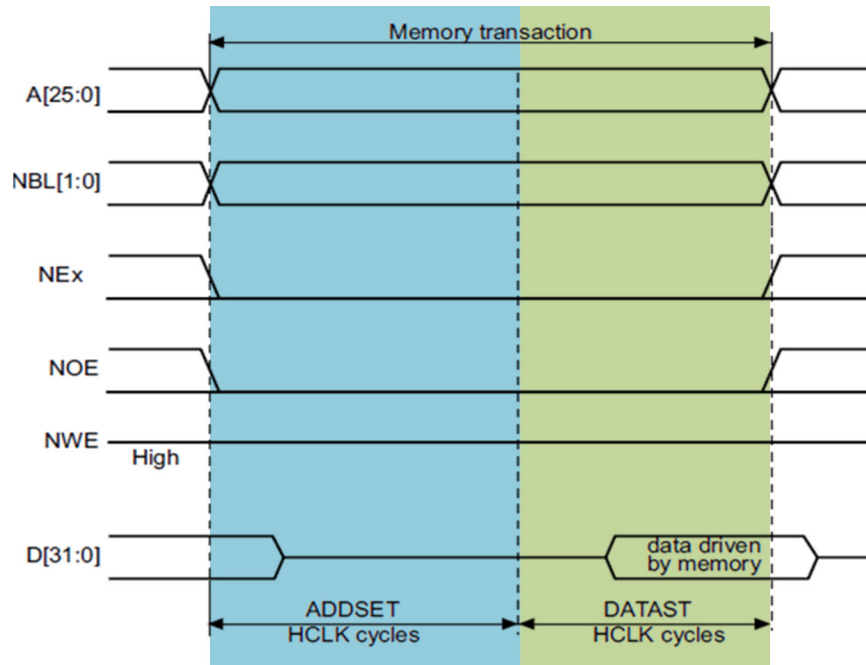 Memory transaction
A[25:0]
NBL[1:0]
NEx
NOE
NWE
High
D[31:0]
data driven
by memory
ADDSET
HCLK cycles
DATAST
HCLK cycles